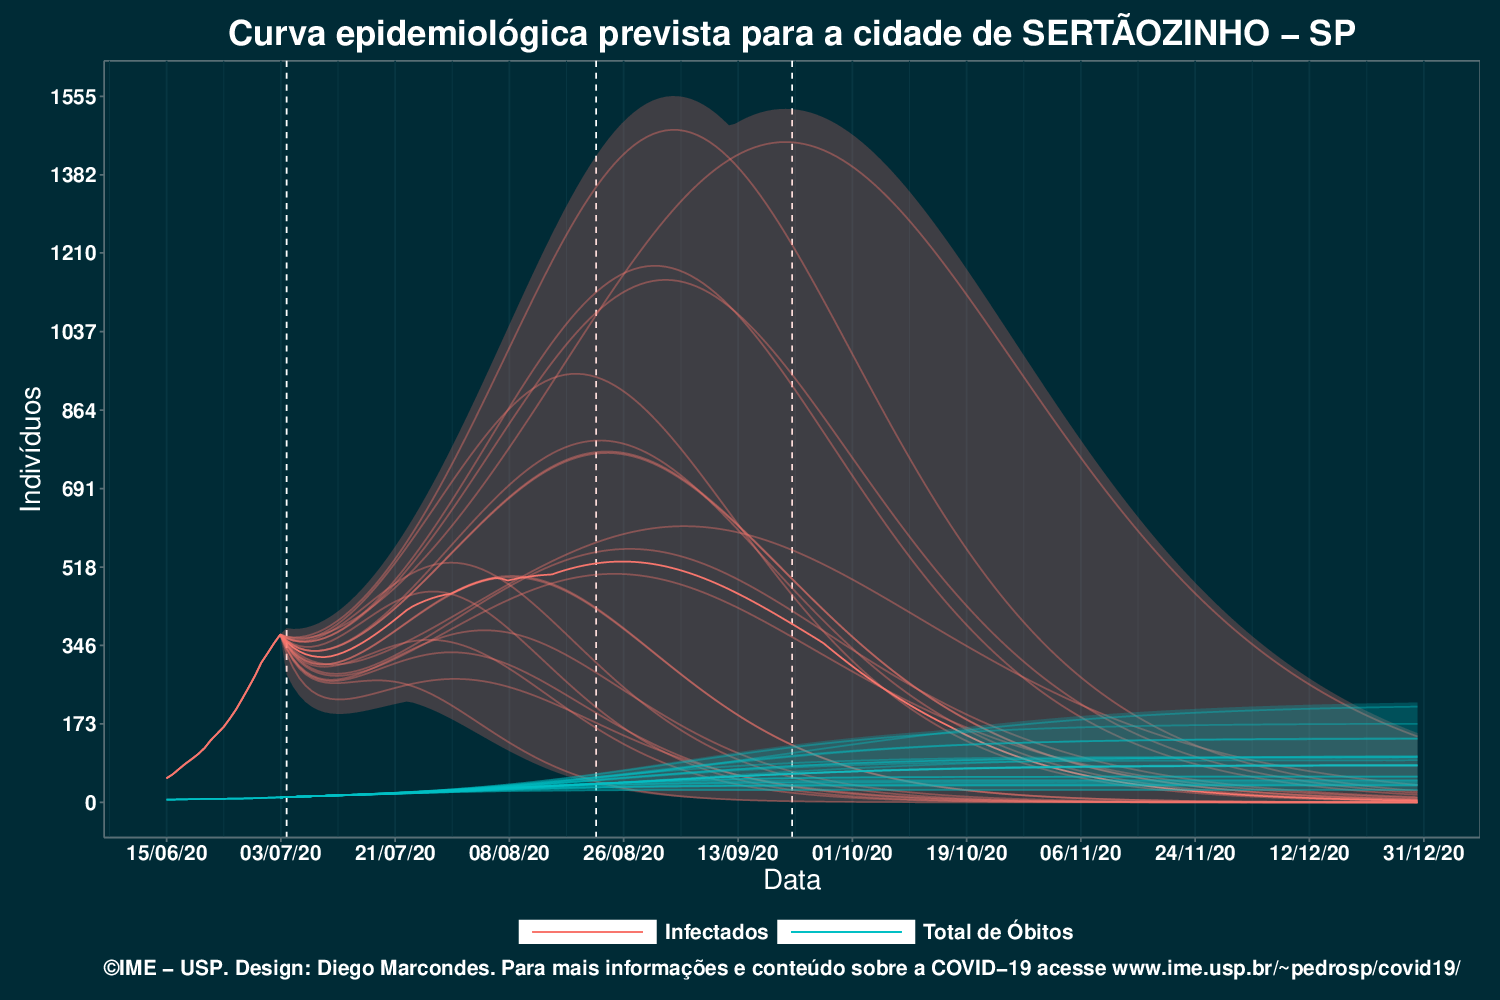 Curva epidemiológica prevista para a cidade de SERTÃOZINHO – SP
1555
1382
1210
1037
864
691
518
346
173
0
Indivíduos
15/06/20 03/07/20 21/07/20 08/08/20 26/08/20 13/09/20 01/10/20 19/10/20 06/11/20 24/11/20 12/12/20 31/12/20
Data
Infectados Total de Óbitos
©IME – USP. Design: Diego Marcondes. Para mais informações e conteúdo sobre a COVID–19 acesse www.ime.usp.br/~pedrosp/covid19/